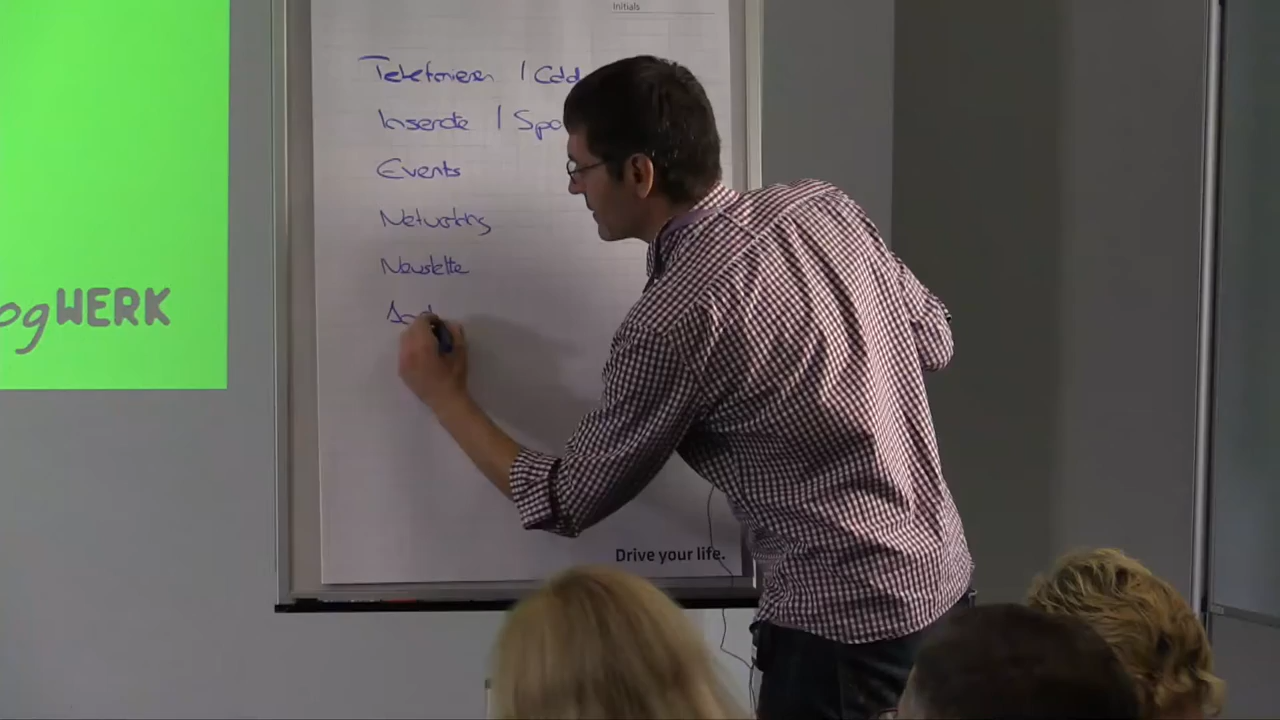 Initials
Telefonieren | Cold
Inserate | Spo
Events
Networking
Newsletter
ogWERK
Drive your life.